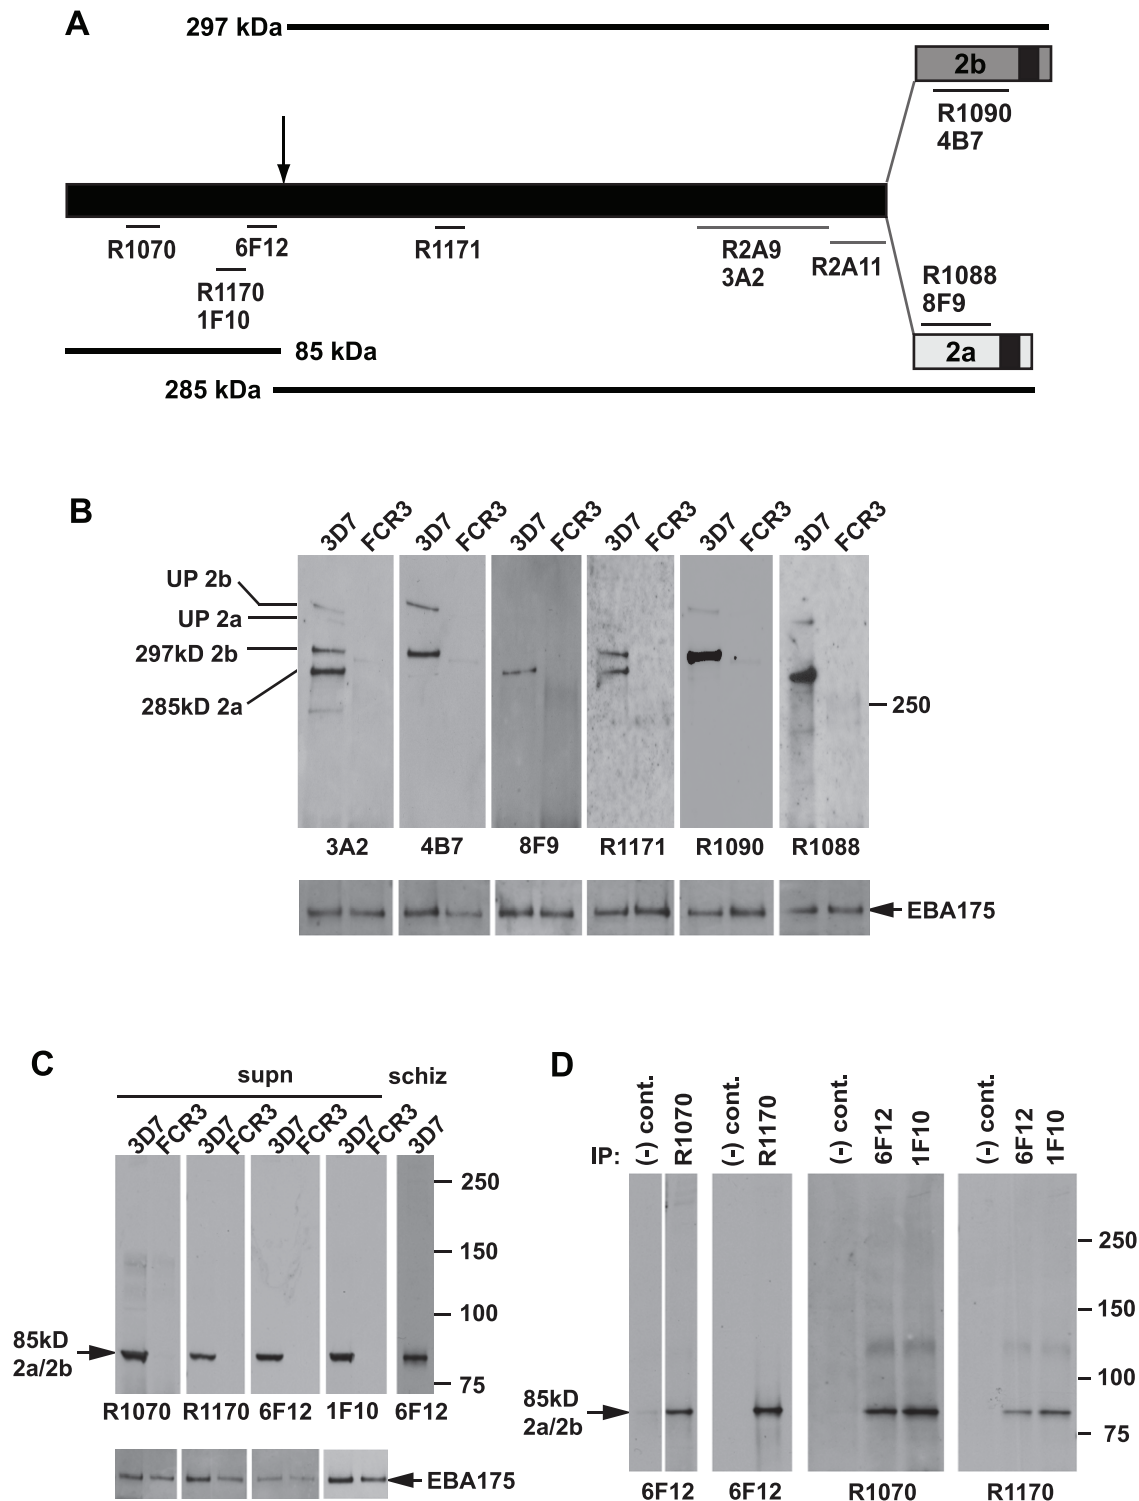 A
297 kDa
2b
R1090
4B7
R1070
6F12
R1171
R2A9
3A2
R2A11
R1170
1F10
R1088
8F9
2a
85 kDa
285 kDa
B
3D7 FCR3 3D7 FCR3 3D7 FCR3 3D7 FCR3 3D7 FCR3 3D7 FCR3
UP 2b
UP 2a
297kD 2b
285kD 2a
250
3A2 4B7 8F9 R1171 R1090 R1088
EBA175
C
supn schiz
3D7 FCR3 3D7 FCR3 3D7 FCR3 3D7 FCR3 3D7
250
150
100
85kD
2a/2b
75
R1070 R1170 6F12 1F10 6F12
EBA175
D
IP: (-) cont. R1070 (-) cont. R1170 (-) cont. 6F12 1F10 (-) cont. 6F12 1F10
250
150
100
85kD
2a/2b
75
6F12 6F12 R1070 R1170